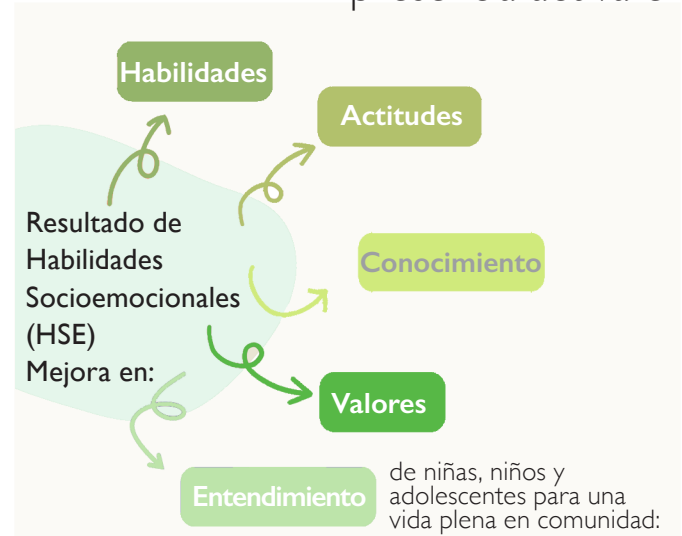 Habilidades
Actitudes
Resultado de
Habilidades
Socioemocionales
(HSE)
Mejora en:
Conocimiento
Valores
Entendimiento
de niñas, niños y
adolescentes para una
vida plena en comunidad: